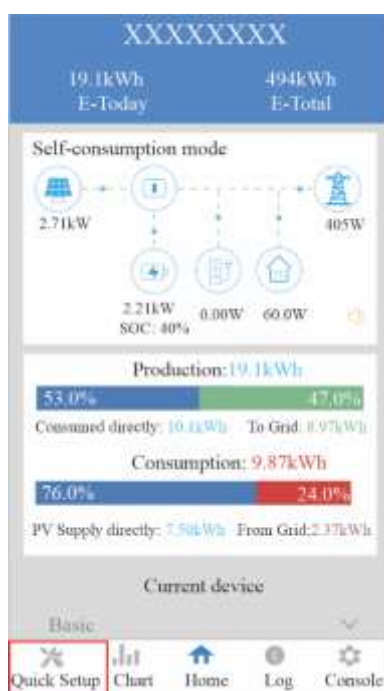 XXXXXXXX
19.1kWh 494kWh
E-Today E-Total
Self-consumption mode
2.71kW 405W
2.21kW 0.00W 60.0W
SOC: 40%
Production:19.1kWh
53.0% 47.0%
Consumed directly: 10.1kWh To Grid: 8.97kWh
Consumption: 9.87kWh
76.0% 24.0%
PV Supply directly: 7.50kWh From Grid:2.37kWh
Current device
Basic
Quick Setup Chart Home Log Console